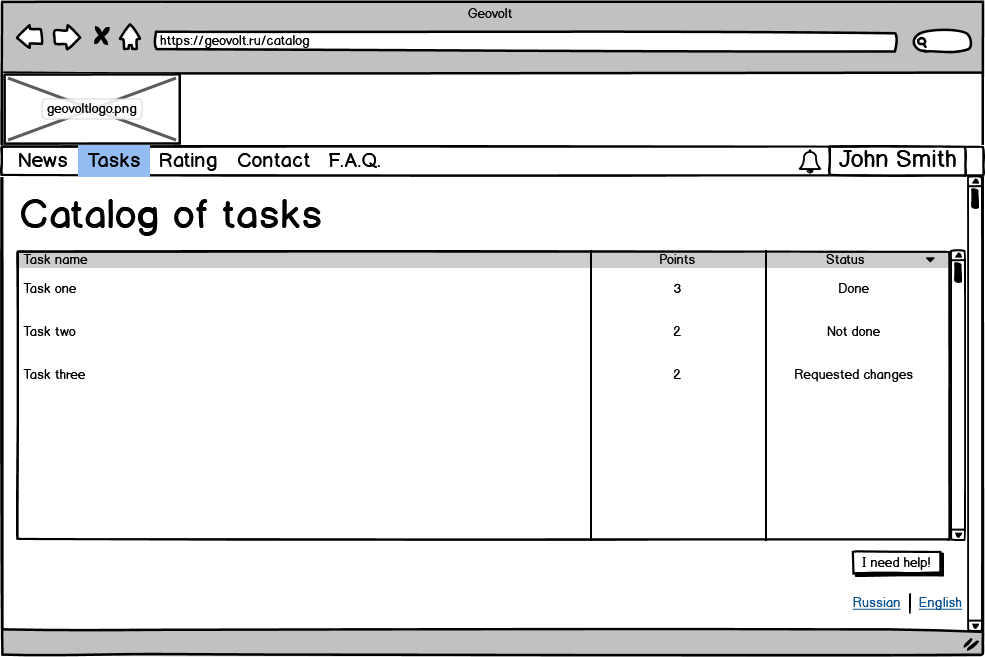 Geovolt
https://geovolt.ru/catalog
geovoltlogo.png
News Tasks Rating Contact F.A.Q. John Smith
Catalog of tasks
Task name Points Status
Task one 3 Done
Task two 2 Not done
Task three 2 Requested changes
I need help!
Russian | English